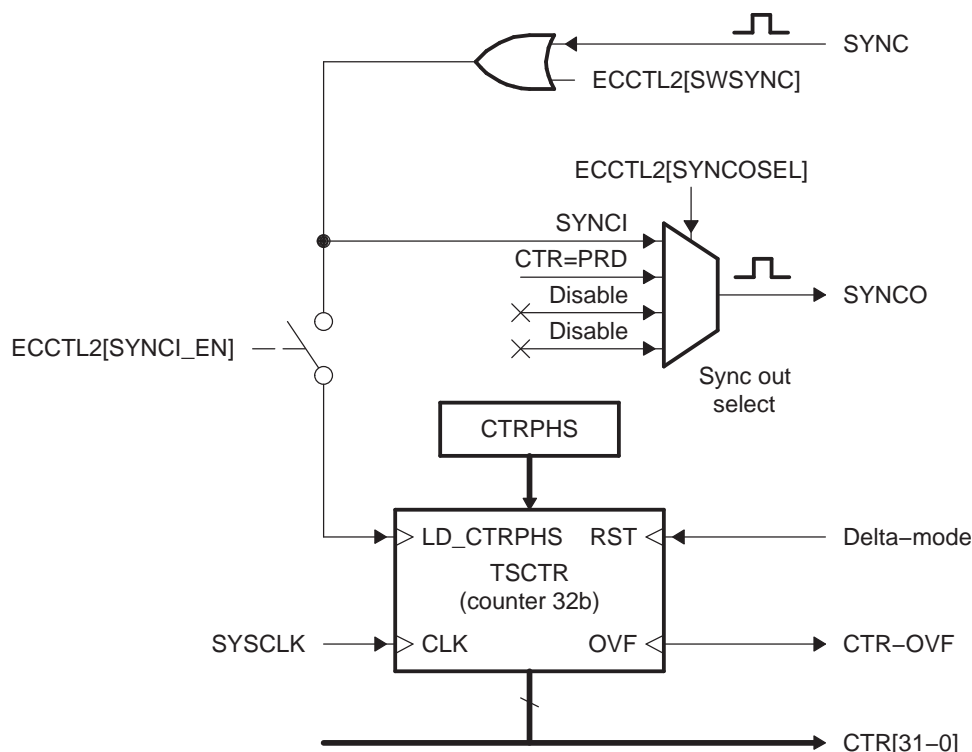 SYNC
ECCTL2[SWSYNC]
ECCTL2[SYNCOSEL]
SYNCI
CTR=PRD
Disable
Disable
SYNCO
ECCTL2[SYNCI_EN]
Sync out
select
CTRPHS
LD_CTRPHS
RST
Delta−mode
TSCTR
(counter 32b)
SYSCLK
CLK
OVF
CTR−OVF
CTR[31−0]